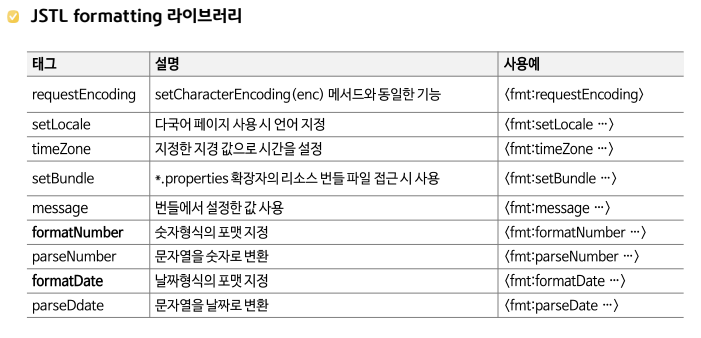 JSTL formatting 라이브러리
태그 설명 사용예
requestEncoding setCharacterEncoding(enc) 메서드와 동일한 기능 〈fmt:requestEncoding〉
setLocale 다국어 페이지 사용 시 언어 지정 〈fmt:setLocale …〉
timeZone 지정한 지경 값으로 시간을 설정 〈fmt:timeZone …〉
setBundle *.properties 확장자의 리소스 번들 파일 접근 시 사용 〈fmt:setBundle …〉
message 번들에서 설정한 값 사용 〈fmt:message …〉
formatNumber 숫자형식의 포맷 지정 〈fmt:formatNumber …〉
parseNumber 문자열을 숫자로 변환 〈fmt:parseNumber …〉
formatDate 날짜형식의 포맷 지정 〈fmt:formatDate …〉
parseDdate 문자열을 날짜로 변환 〈fmt:parseDate …〉